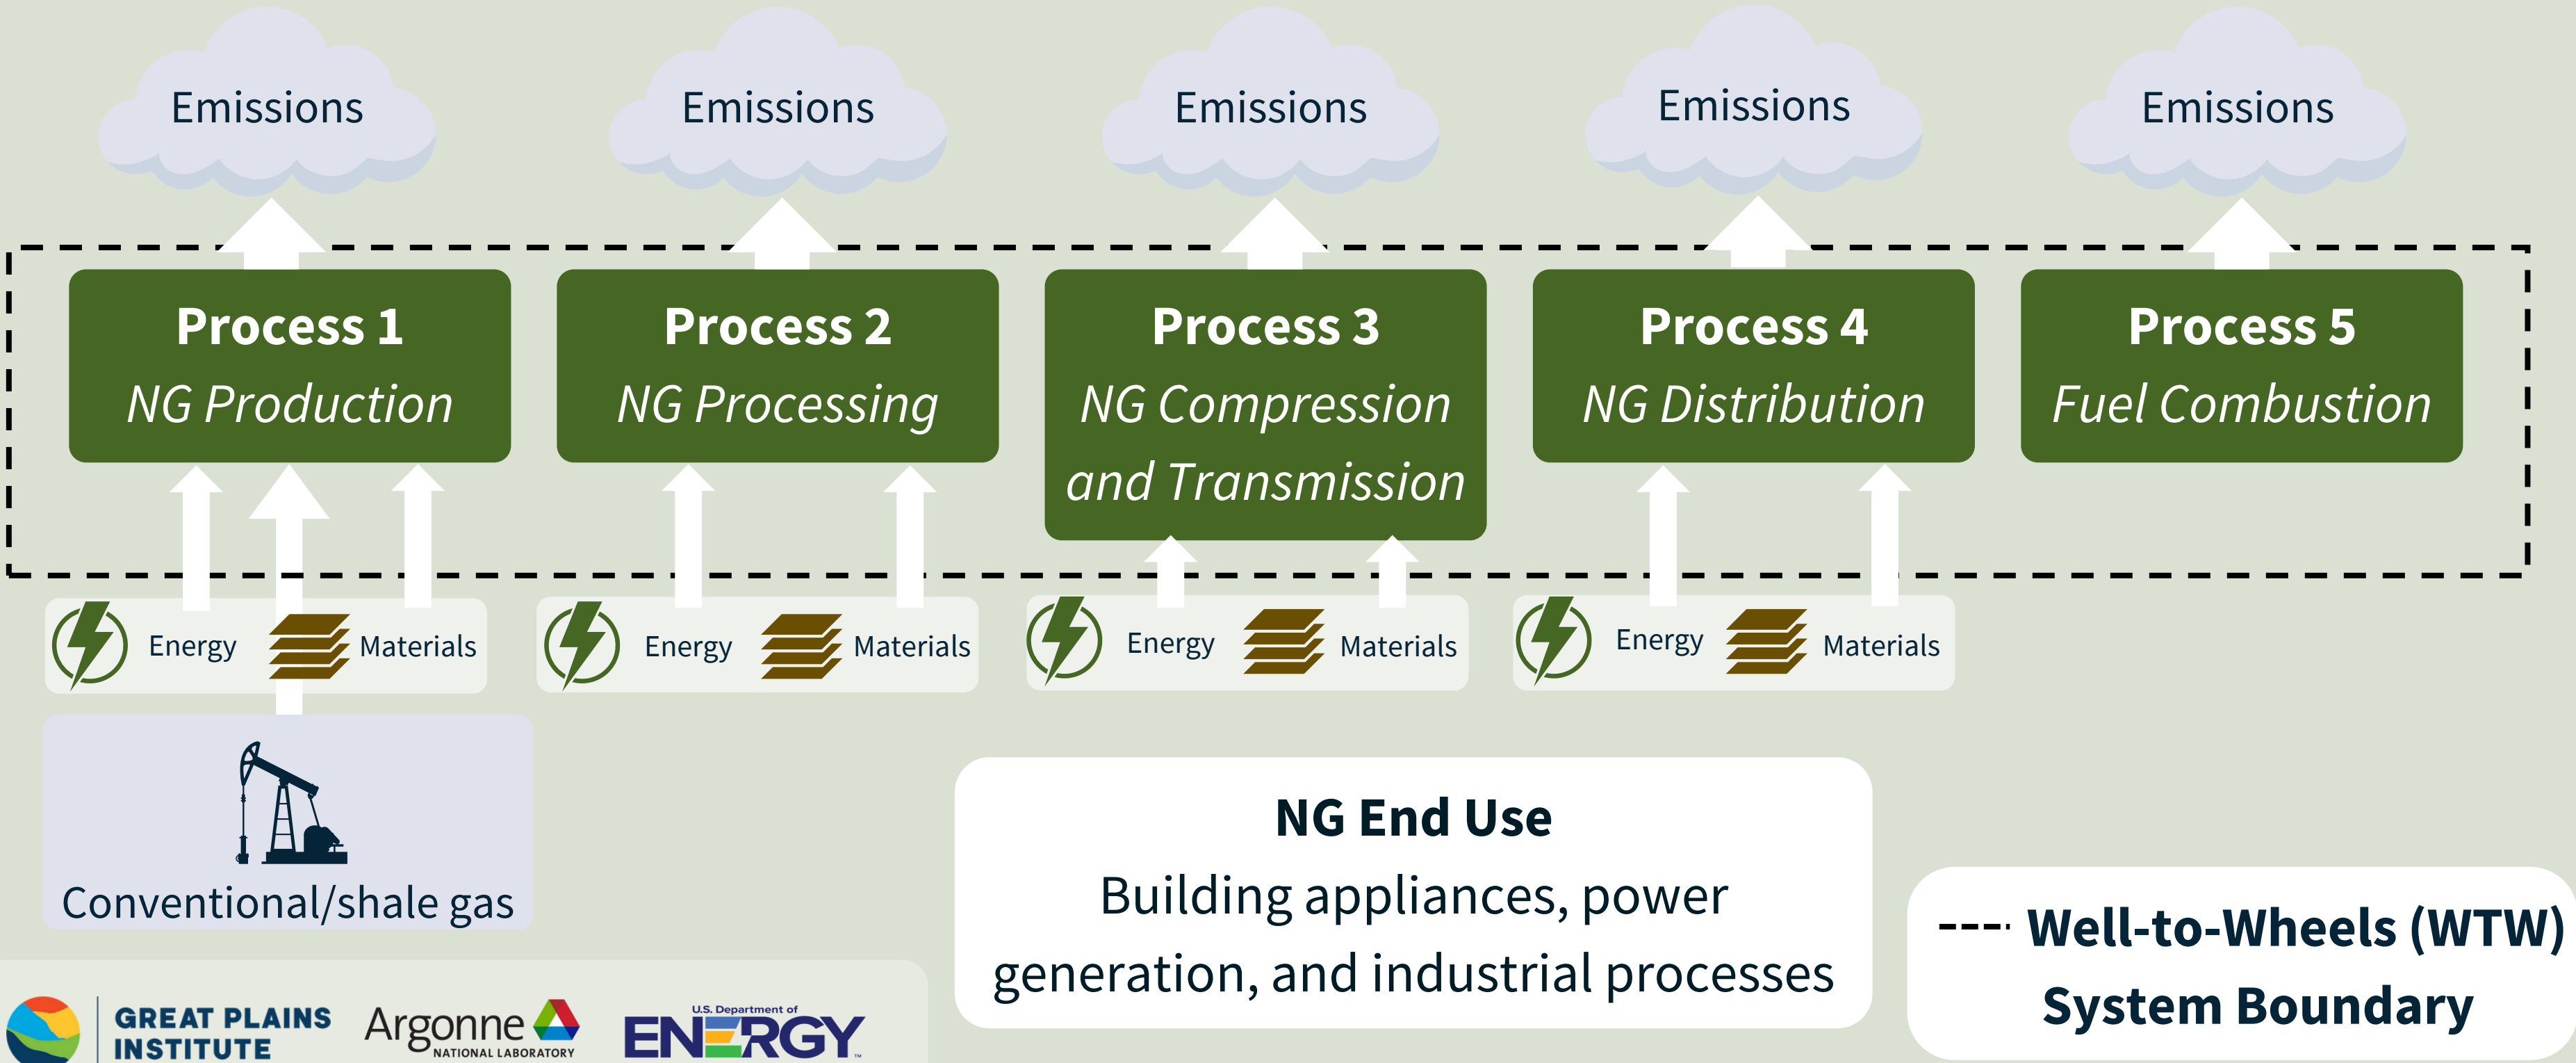 Emissions
Emissions
Emissions
Emissions
Emissions
Process 1
NG Production
Process 2
NG Processing
Process 3
NG Compression
and Transmission
Process 4
NG Distribution
Process 5
Fuel Combustion
Energy
Materials
Energy
Materials
Energy
Materials
Energy
Materials
Conventional/shale gas
NG End Use
Building appliances, power
generation, and industrial processes
Well-to-Wheels (WTW)
System Boundary
GREAT PLAINS
INSTITUTE
Argonne
NATIONAL LABORATORY
U.S. Department of
ENERGY™